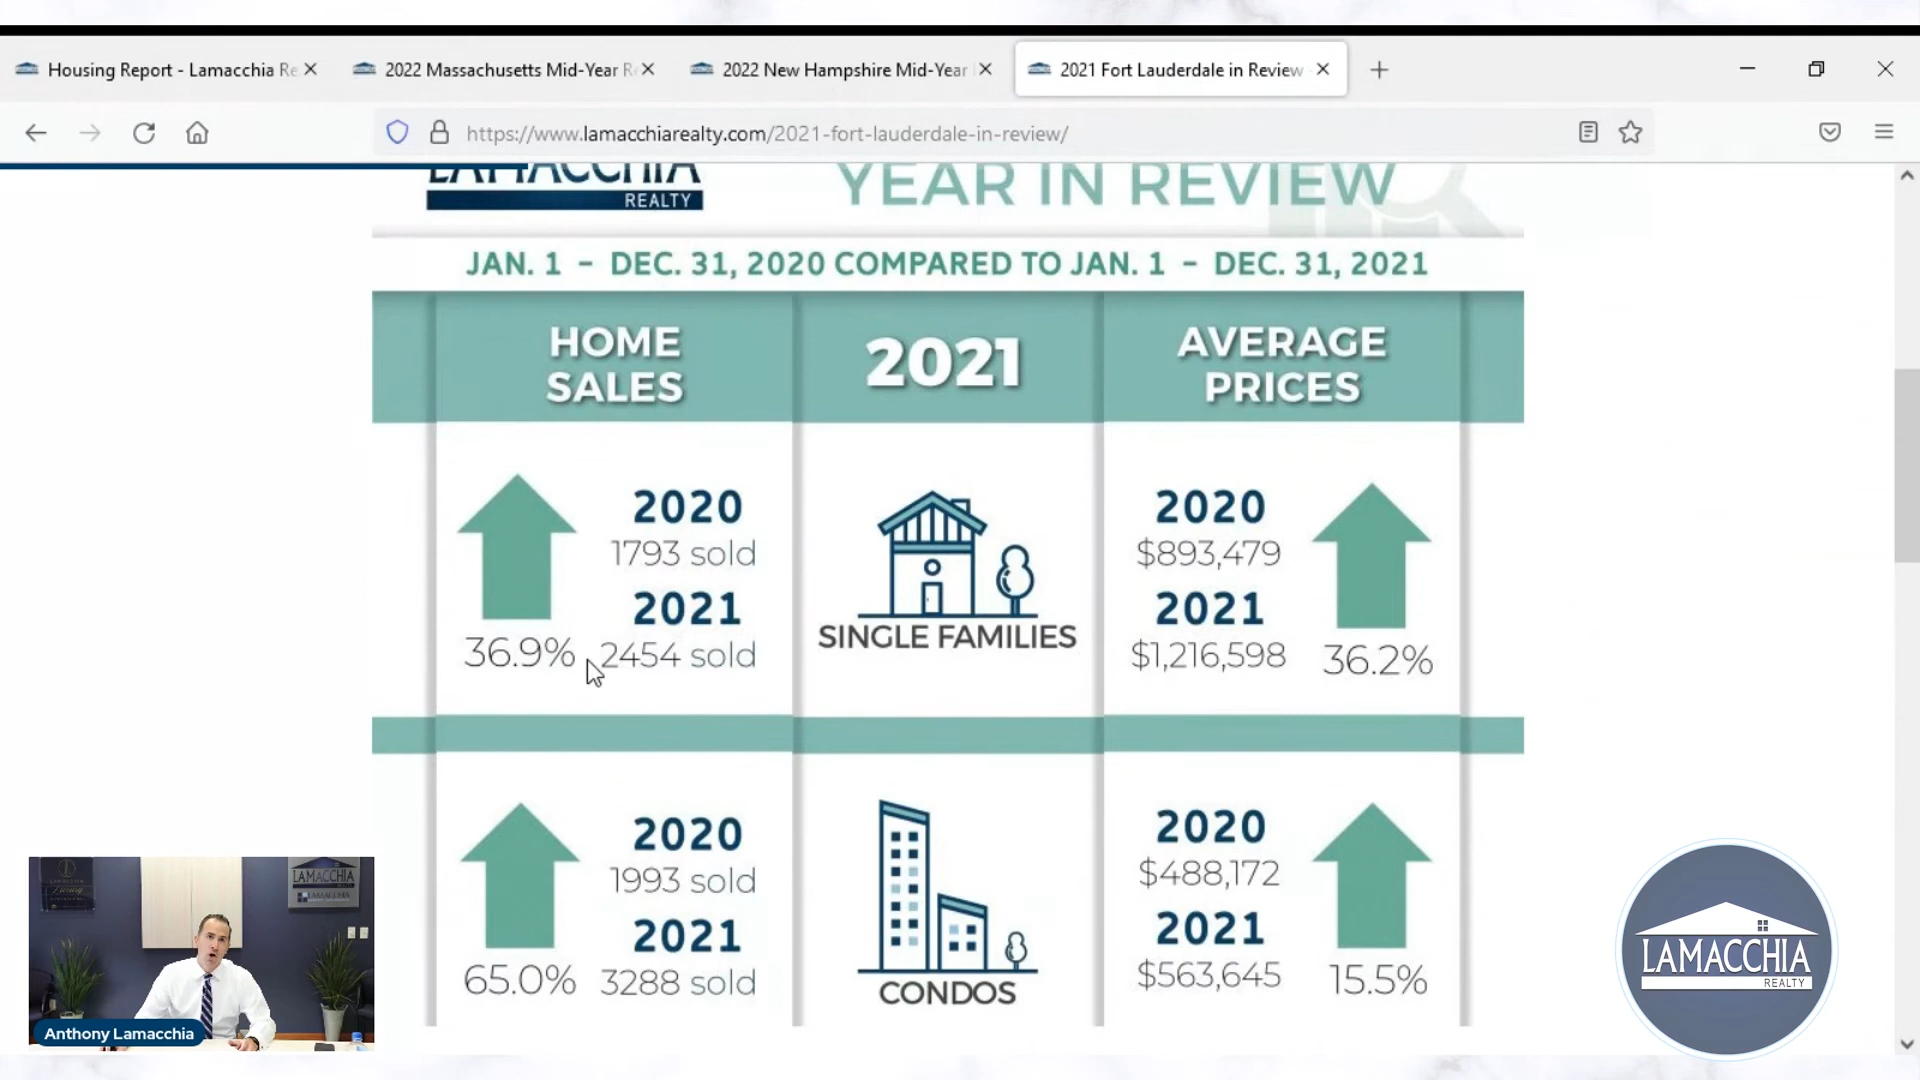 Housing Report - Lamacchia Re
2022 Massachusetts Mid-Year R
2022 New Hampshire Mid-Year
2021 Fort Lauderdale in Review
https://www.lamacchiarealty.com/2021-fort-lauderdale-in-review/
LAMACCHIA
REALTY
YEAR IN REVIEW
JAN. 1 – DEC. 31, 2020 COMPARED TO JAN. 1 – DEC. 31, 2021
HOME
SALES
2021
AVERAGE
PRICES
2020
1793 sold
2021
36.9%
2454 sold
SINGLE FAMILIES
2020
$893,479
2021
$1,216,598
36.2%
2020
1993 sold
2021
65.0%
3288 sold
CONDOS
2020
$488,172
2021
$563,645
15.5%
LAMACCHIA
Anthony Lamacchia
LAMACCHIA
REALTY